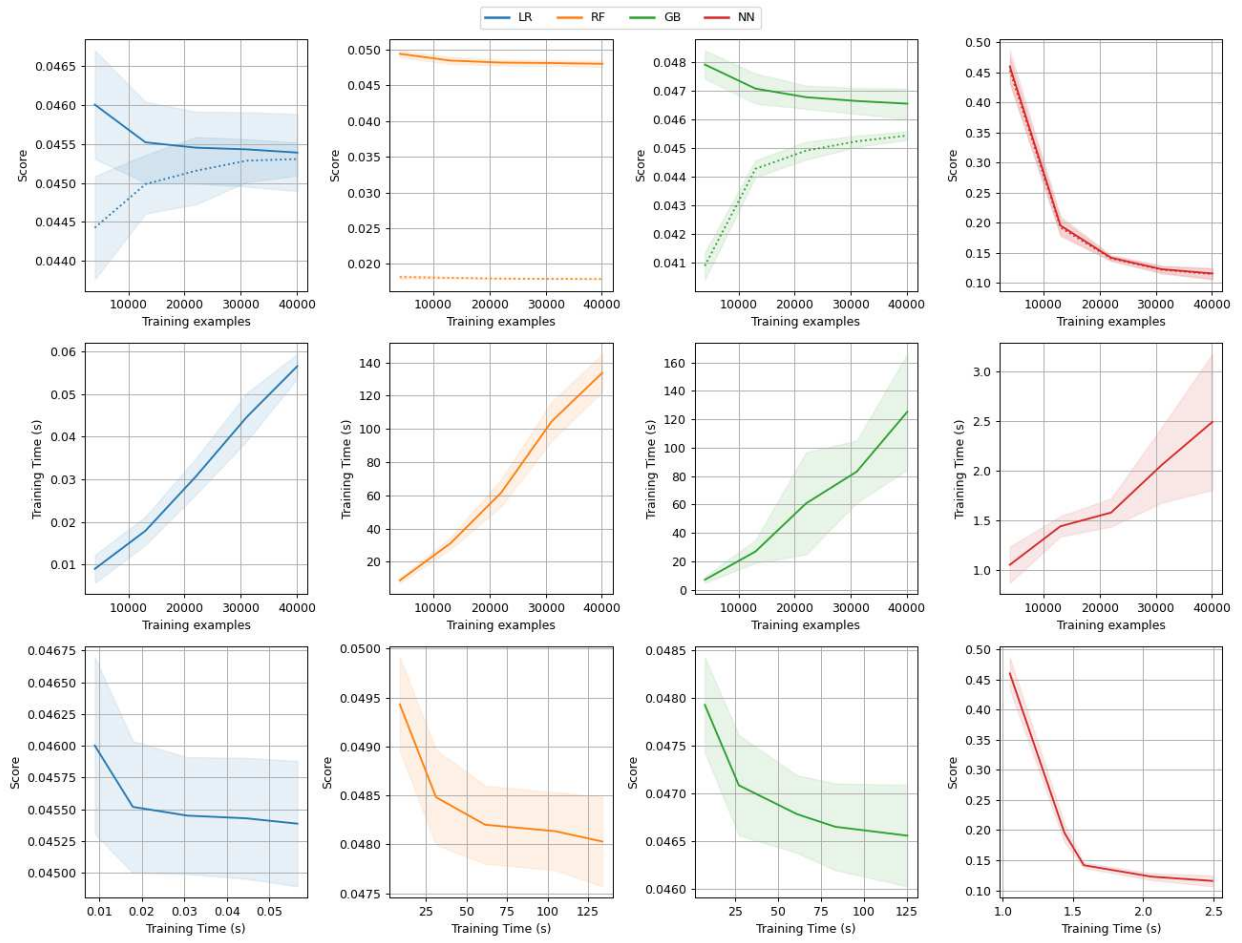 LR RF GB NN
0.0465
0.0460
0.0455
0.0450
0.0445
0.0440
Score
10000 20000 30000 40000
Training examples
0.050
0.045
0.040
0.035
0.030
0.025
0.020
Score
10000 20000 30000 40000
Training examples
0.048
0.047
0.046
0.045
0.044
0.043
0.042
0.041
Score
10000 20000 30000 40000
Training examples
0.50
0.45
0.40
0.35
0.30
0.25
0.20
0.15
0.10
Score
10000 20000 30000 40000
Training examples
0.06
0.05
0.04
0.03
0.02
0.01
Training Time (s)
10000 20000 30000 40000
Training examples
140
120
100
80
60
40
20
Training Time (s)
10000 20000 30000 40000
Training examples
160
140
120
100
80
60
40
20
0
Training Time (s)
10000 20000 30000 40000
Training examples
3.0
2.5
2.0
1.5
1.0
Training Time (s)
10000 20000 30000 40000
Training examples
0.04675
0.04650
0.04625
0.04600
0.04575
0.04550
0.04525
0.04500
Score
0.01 0.02 0.03 0.04 0.05
Training Time (s)
0.0500
0.0495
0.0490
0.0485
0.0480
0.0475
Score
25 50 75 100 125
Training Time (s)
0.0485
0.0480
0.0475
0.0470
0.0465
0.0460
Score
25 50 75 100 125
Training Time (s)
0.50
0.45
0.40
0.35
0.30
0.25
0.20
0.15
0.10
Score
1.0 1.5 2.0 2.5
Training Time (s)